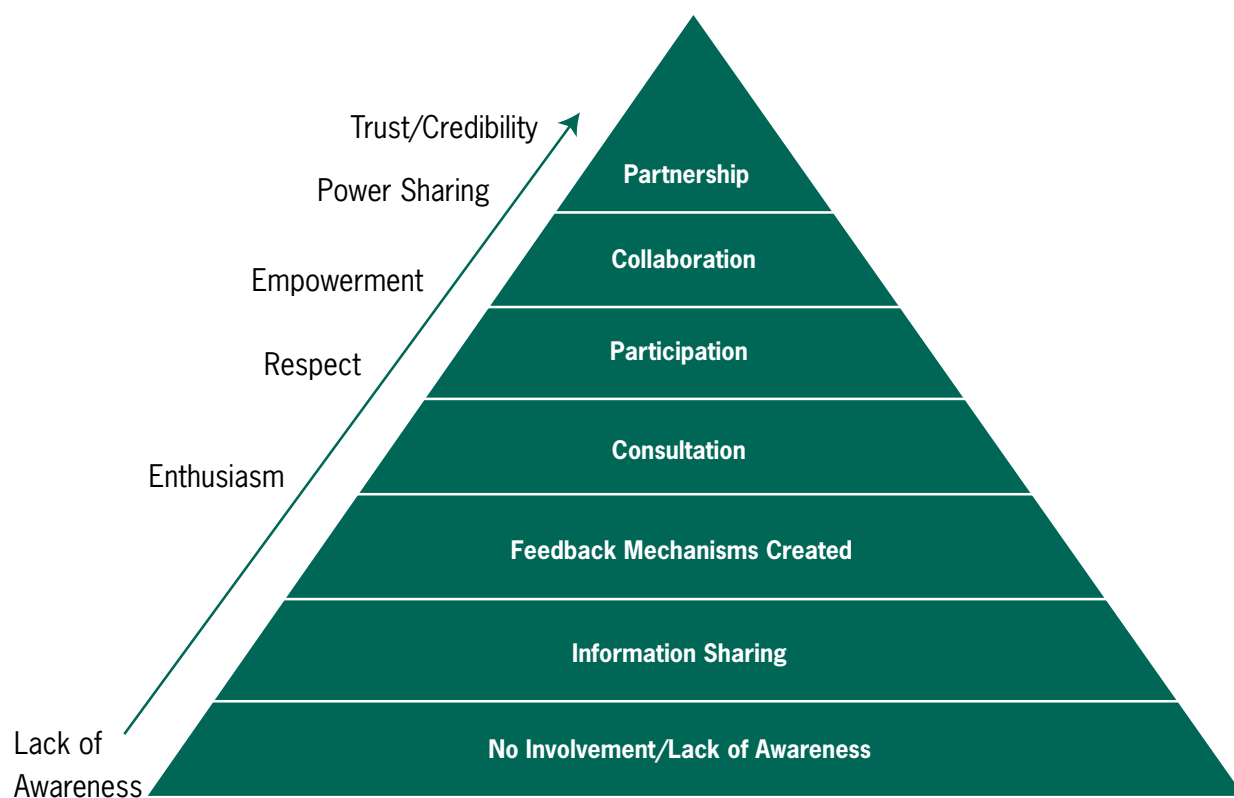 Trust/Credibility
Power Sharing
Empowerment
Respect
Enthusiasm
Lack of
Awareness
Partnership
Collaboration
Participation
Consultation
Feedback Mechanisms Created
Information Sharing
No Involvement/Lack of Awareness